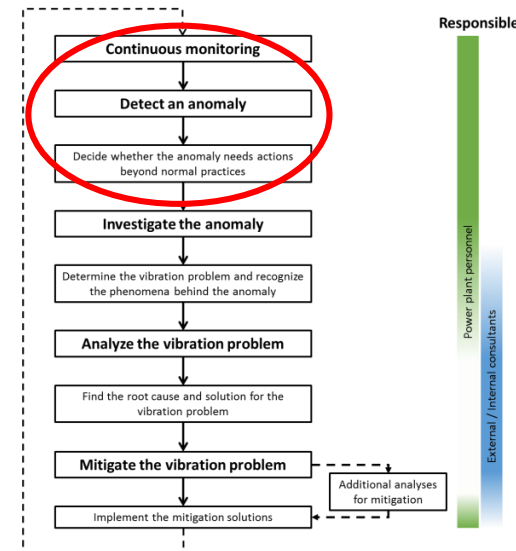 Responsible
Continuous monitoring
Detect an anomaly
Decide whether the anomaly needs actions
beyond normal practices
Investigate the anomaly
Determine the vibration problem and recognize
the phenomena behind the anomaly
Analyze the vibration problem
Find the root cause and solution for the
vibration problem
Mitigate the vibration problem
Additional analyses
for mitigation
Implement the mitigation solutions
Power plant personnel
External / Internal consultants